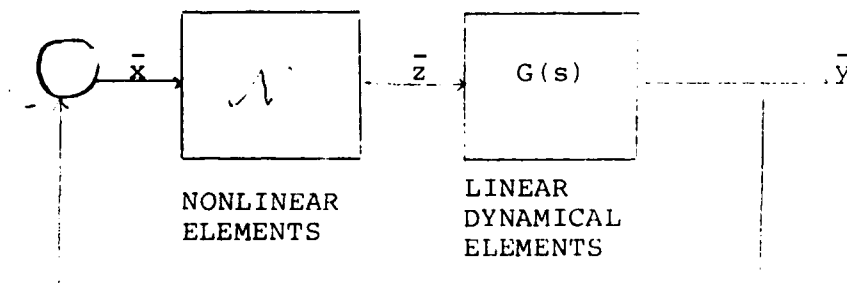 x̄ 𝒩 z̄ G(s) ȳ
NONLINEAR
ELEMENTS
LINEAR
DYNAMICAL
ELEMENTS